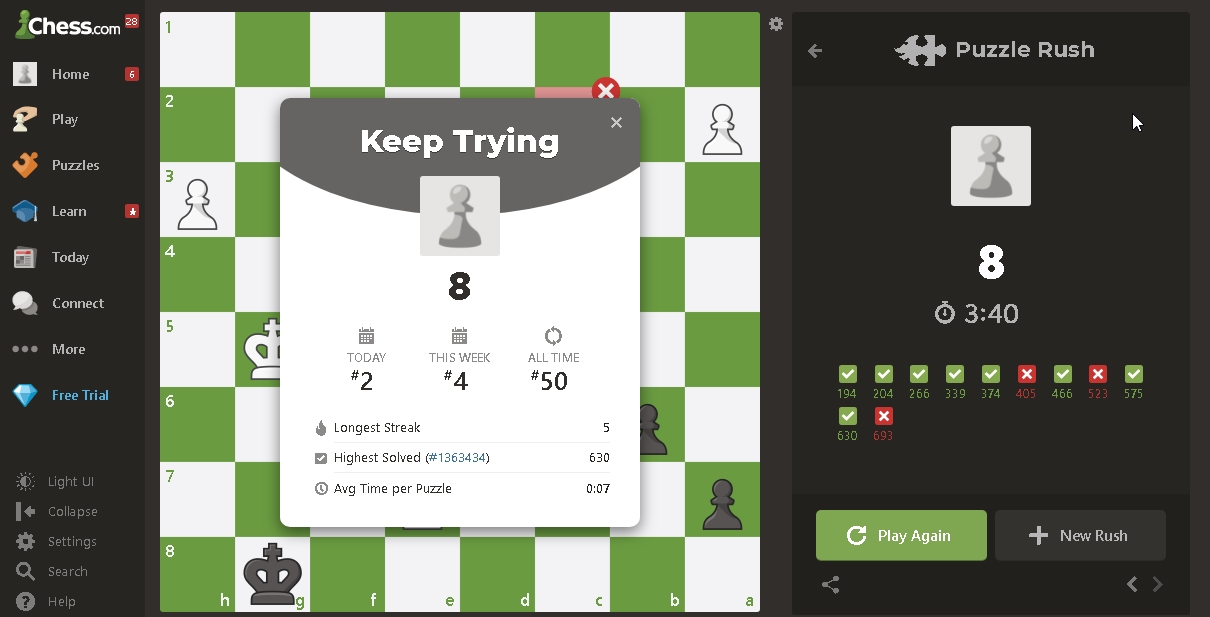 Chess.com 28
Home 6
Play
Puzzles
Learn
Today
Connect
More
Free Trial
Light UI
Collapse
Settings
Search
Help
1
2
3
4
5
6
7
8
h g f e d c b a
Keep Trying
8
TODAY THIS WEEK ALL TIME
#2 #4 #50
Longest Streak 5
Highest Solved (#1363434) 630
Avg Time per Puzzle 0:07
Puzzle Rush
8
3:40
194 204 266 339 374 405 466 523 575
630 693
Play Again
New Rush